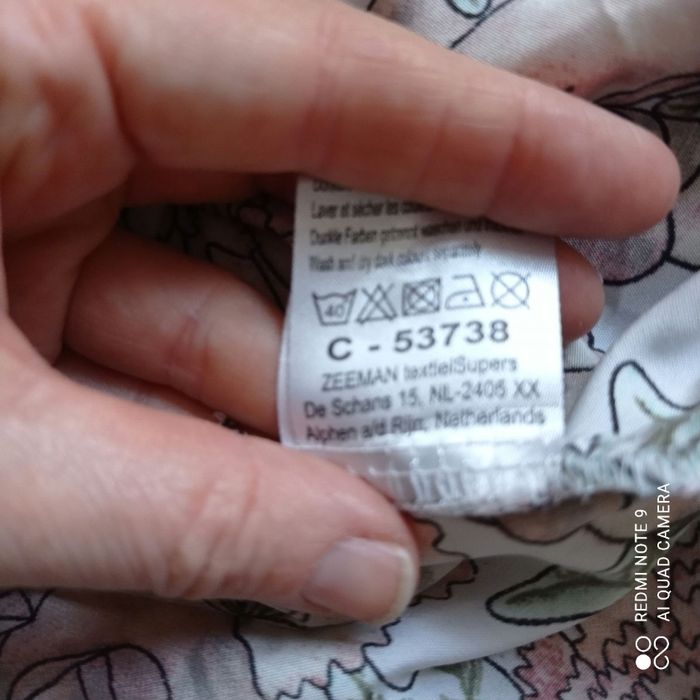 Laver et sécher les
Dunkle Farben getrennt waschen und
Wash and dry dark colours separately
40
C - 53738
ZEEMAN textielSupers
De Schans 15, NL-2405 XX
Alphen a/d Rijn, Netherlands
REDMI NOTE 9
AI QUAD CAMERA